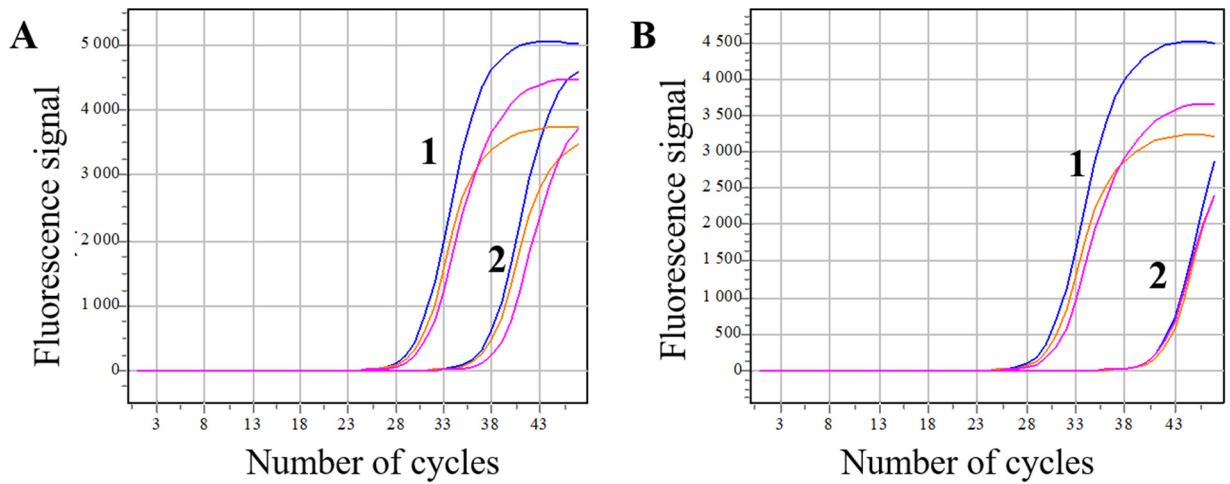 A
Fluorescence signal
5 000
4 000
3 000
2 000
1 000
0
1
2
3 8 13 18 23 28 33 38 43
Number of cycles
B
Fluorescence signal
4 500
4 000
3 500
3 000
2 500
2 000
1 500
1 000
500
0
1
2
3 8 13 18 23 28 33 38 43
Number of cycles